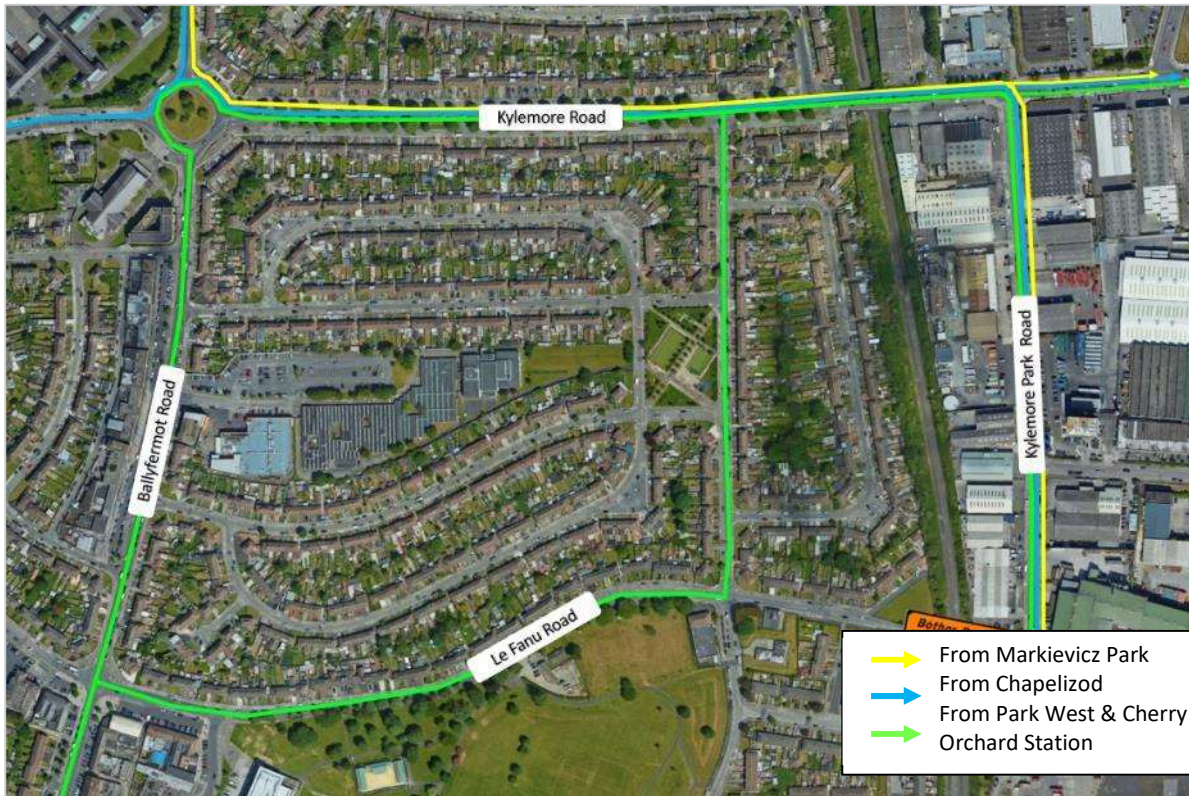 Kylemore Road
Ballyfermot Road
Kylemore Park Road
Le Fanu Road
From Markievicz Park
From Chapelizod
From Park West & Cherry
Orchard Station